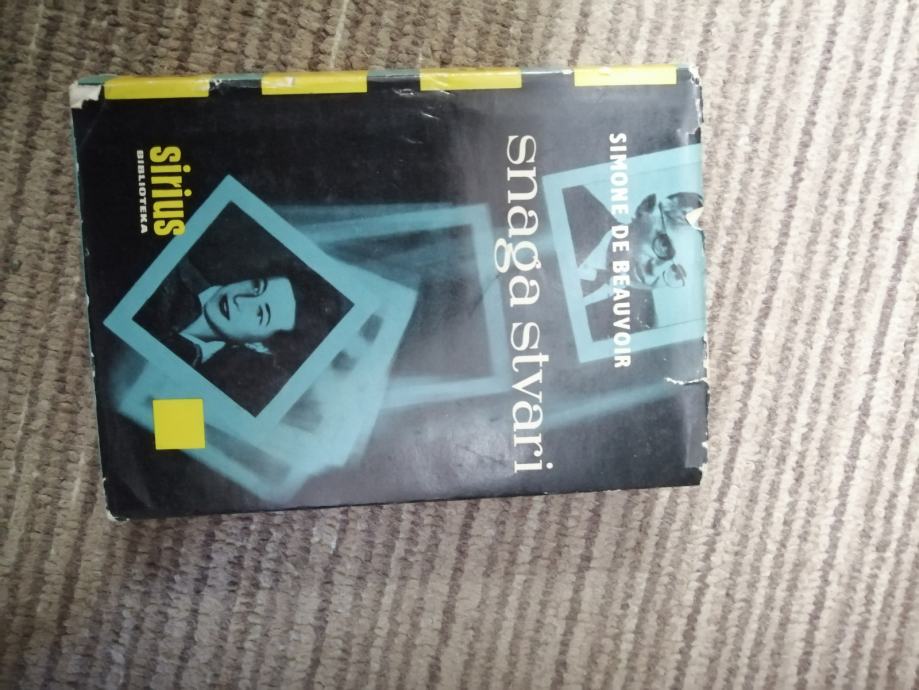 SIMONE DE BEAUVOIR
snaga stvari
sirius
BIBLIOTEKA